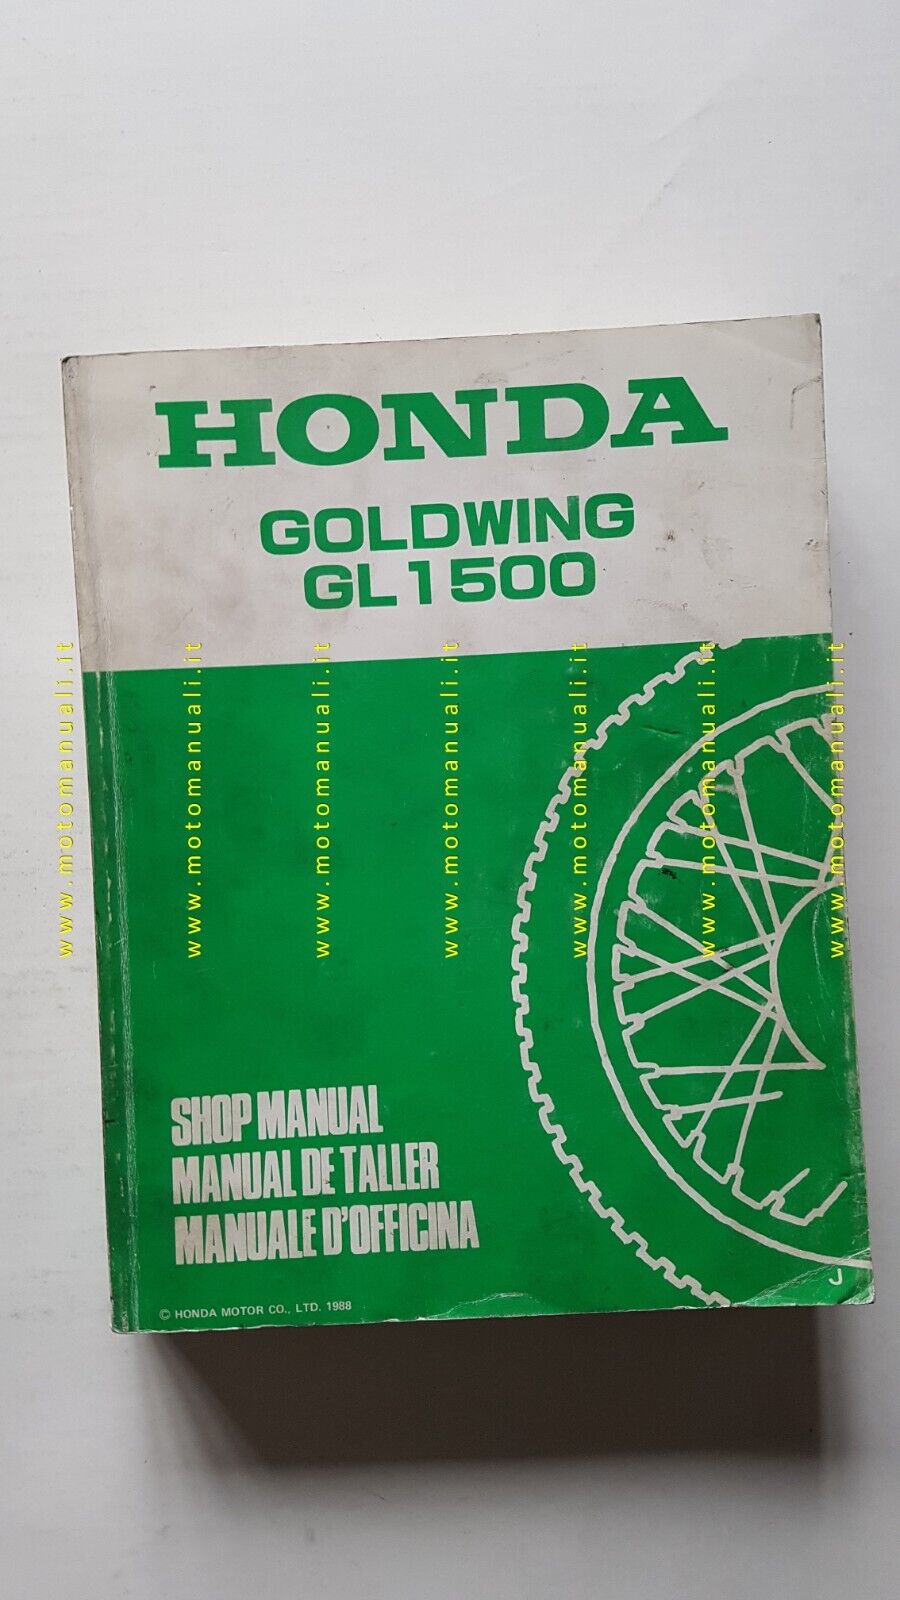 HONDA
GOLDWING
GL1500
www.motomanuali.it www.motomanuali.it www.motomanuali.it www.motomanuali.it www.motomanuali.it www.motomanuali.it www.motomanuali.it
SHOP MANUAL
MANUAL DE TALLER
MANUALE D'OFFICINA
J
© HONDA MOTOR CO., LTD. 1988